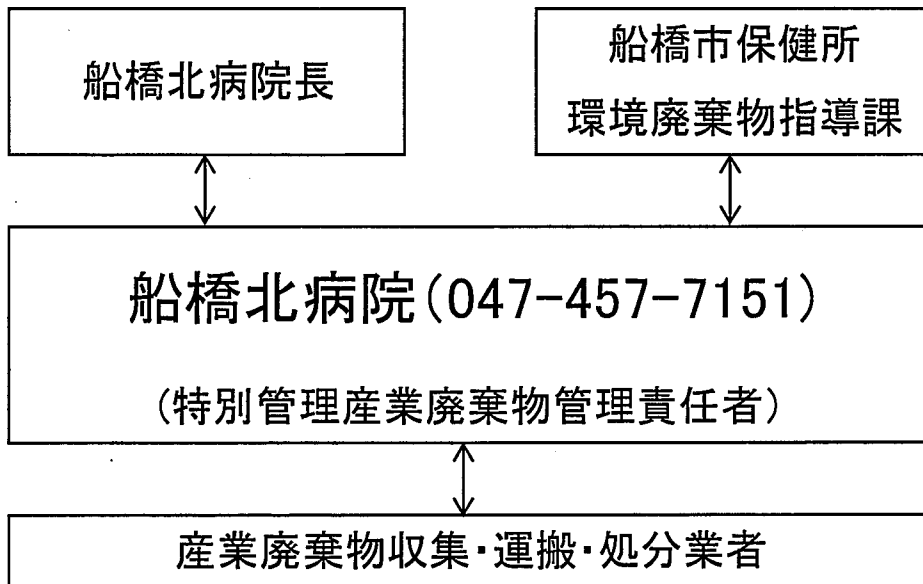 船橋北病院長
船橋市保健所
環境廃棄物指導課
船橋北病院(047-457-7151)
(特別管理産業廃棄物管理責任者)
産業廃棄物収集・運搬・処分業者